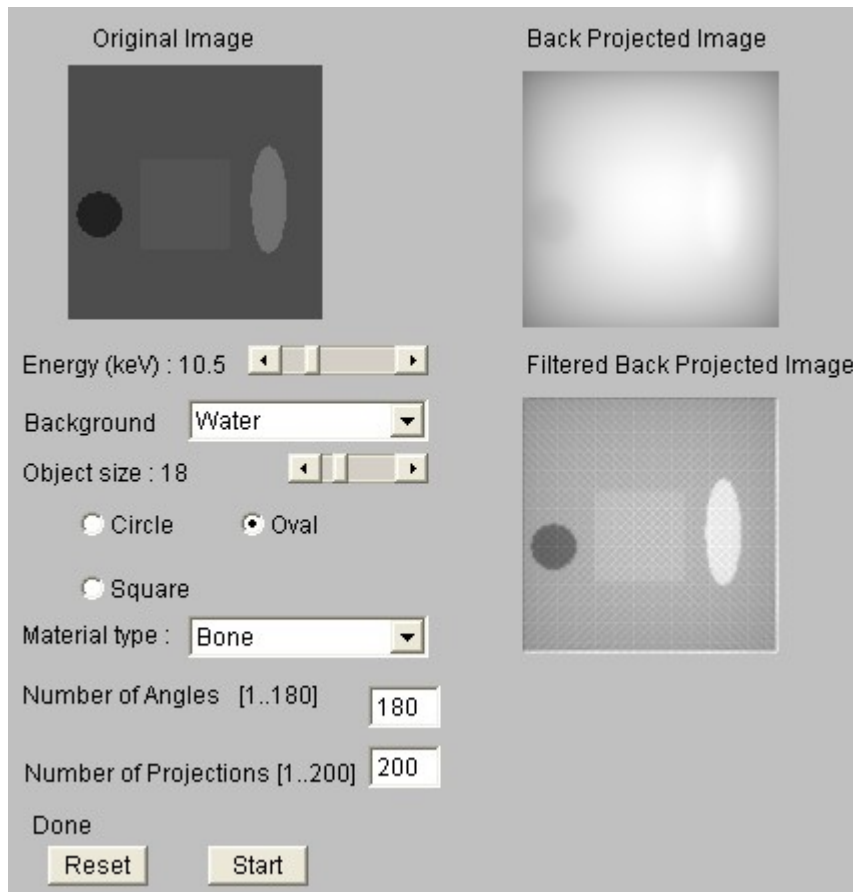 Original Image
Back Projected Image
Energy (keV) : 10.5
Filtered Back Projected Image
Background Water
Object size : 18
Circle Oval
Square
Material type : Bone
Number of Angles [1..180] 180
Number of Projections [1..200] 200
Done
Reset Start